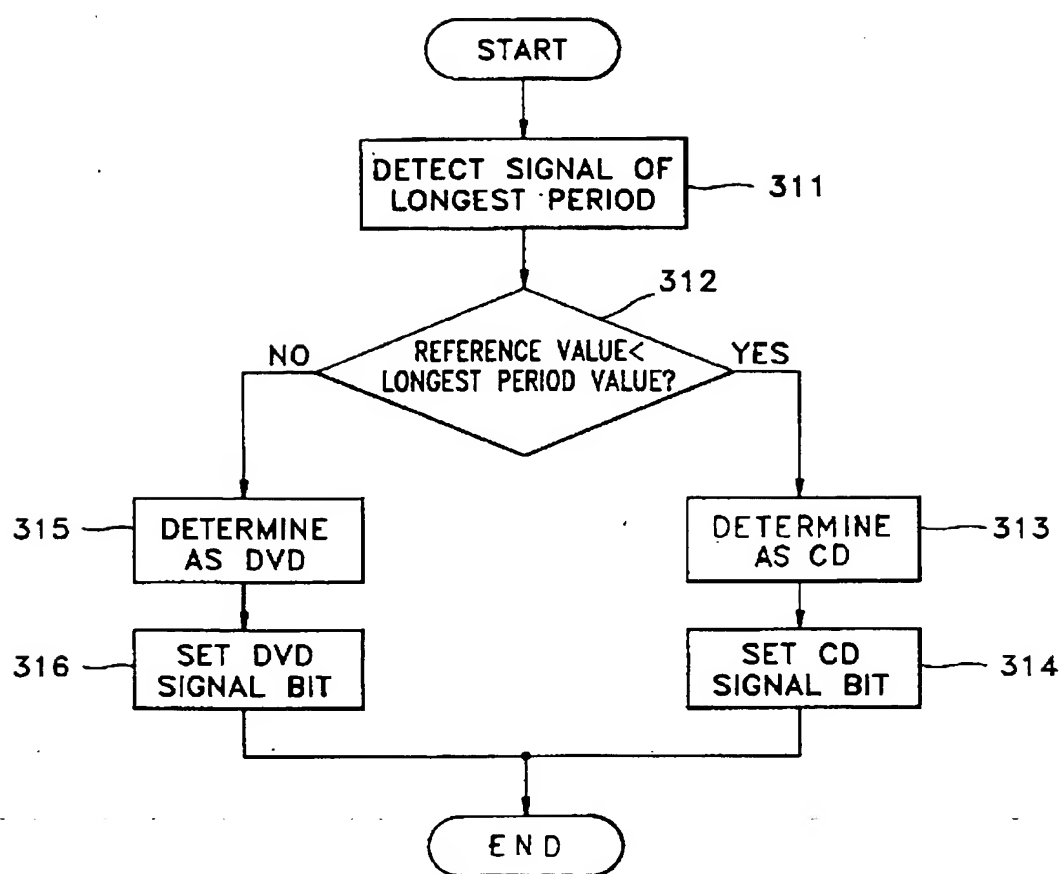 START
DETECT SIGNAL OF
LONGEST PERIOD
311
312
NO
REFERENCE VALUE<
LONGEST PERIOD VALUE?
YES
315
DETERMINE
AS DVD
DETERMINE
AS CD
313
316
SET DVD
SIGNAL BIT
SET CD
SIGNAL BIT
314
END